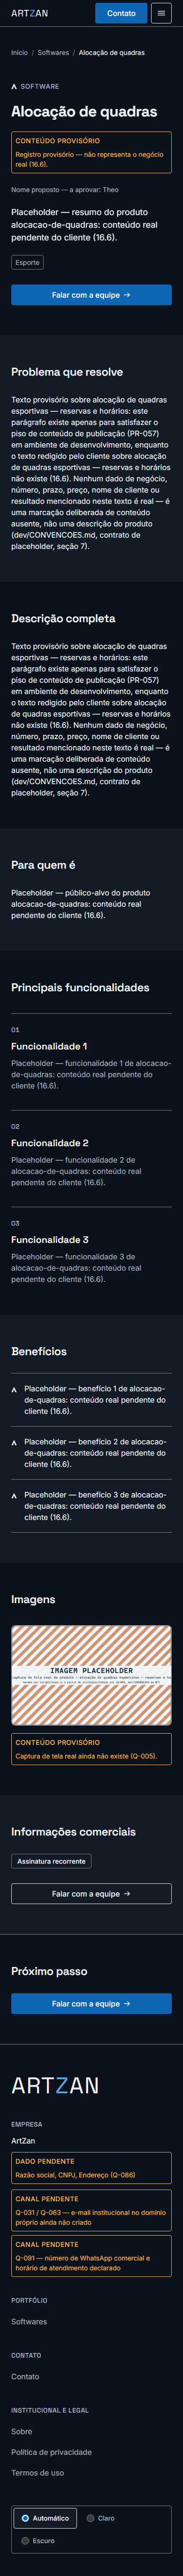 ARTZAN
Contato
Início / Softwares / Alocação de quadras
SOFTWARE
Alocação de quadras
CONTEÚDO PROVISÓRIO
Registro provisório — não representa o negócio
real (16.6).
Nome proposto — a aprovar: Theo
Placeholder — resumo do produto
alocacao-de-quadras: conteúdo real
pendente do cliente (16.6).
Esporte
Falar com a equipe →
Problema que resolve
Texto provisório sobre alocação de quadras
esportivas — reservas e horários: este
parágrafo existe apenas para satisfazer o
piso de conteúdo de publicação (PR-057)
em ambiente de desenvolvimento, enquanto
o texto redigido pelo cliente sobre alocação
de quadras esportivas — reservas e horários
não existe (16.6). Nenhum dado de negócio,
número, prazo, preço, nome de cliente ou
resultado mencionado neste texto é real — é
uma marcação deliberada de conteúdo
ausente, não uma descrição do produto
(dev/CONVENCOES.md, contrato de
placeholder, seção 7).
Descrição completa
Texto provisório sobre alocação de quadras
esportivas — reservas e horários: este
parágrafo existe apenas para satisfazer o
piso de conteúdo de publicação (PR-057)
em ambiente de desenvolvimento, enquanto
o texto redigido pelo cliente sobre alocação
de quadras esportivas — reservas e horários
não existe (16.6). Nenhum dado de negócio,
número, prazo, preço, nome de cliente ou
resultado mencionado neste texto é real — é
uma marcação deliberada de conteúdo
ausente, não uma descrição do produto
(dev/CONVENCOES.md, contrato de
placeholder, seção 7).
Para quem é
Placeholder — público-alvo do produto
alocacao-de-quadras: conteúdo real
pendente do cliente (16.6).
Principais funcionalidades
01
Funcionalidade 1
Placeholder — funcionalidade 1 de alocacao-
de-quadras: conteúdo real pendente do
cliente (16.6).
02
Funcionalidade 2
Placeholder — funcionalidade 2 de
alocacao-de-quadras: conteúdo real
pendente do cliente (16.6).
03
Funcionalidade 3
Placeholder — funcionalidade 3 de
alocacao-de-quadras: conteúdo real
pendente do cliente (16.6).
Benefícios
Placeholder — benefício 1 de alocacao-
de-quadras: conteúdo real pendente do
cliente (16.6).
Placeholder — benefício 2 de alocacao-
de-quadras: conteúdo real pendente do
cliente (16.6).
Placeholder — benefício 3 de alocacao-
de-quadras: conteúdo real pendente do
cliente (16.6).
Imagens
IMAGEM PLACEHOLDER
CONTEÚDO PROVISÓRIO
Captura de tela real ainda não existe (Q-005).
Informações comerciais
Assinatura recorrente
Falar com a equipe →
Próximo passo
Falar com a equipe →
ARTZAN
EMPRESA
ArtZan
DADO PENDENTE
Razão social, CNPJ, Endereço (Q-086)
CANAL PENDENTE
Q-031 / Q-063 — e-mail institucional no domínio
próprio ainda não criado
CANAL PENDENTE
Q-091 — número de WhatsApp comercial e
horário de atendimento declarado
PORTFÓLIO
Softwares
CONTATO
Contato
INSTITUCIONAL E LEGAL
Sobre
Política de privacidade
Termos de uso
Automático
Claro
Escuro